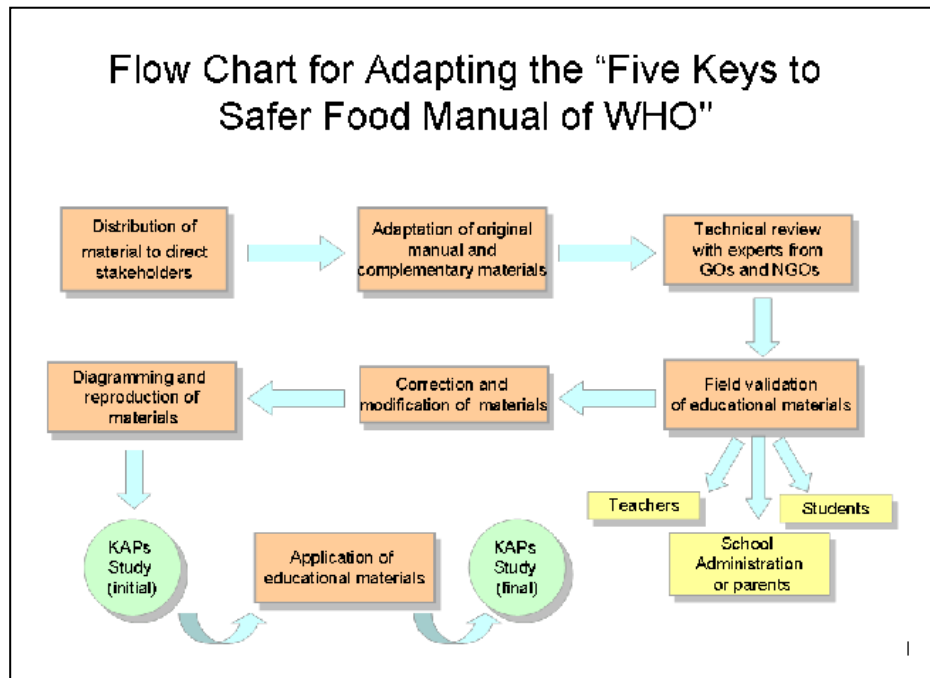 Flow Chart for Adapting the “Five Keys to
Safer Food Manual of WHO"
Distribution of
material to direct
stakeholders
Adaptation of original
manual and
complementary materials
Technical review
with experts from
GOs and NGOs
Field validation
of educational materials
Correction and
modification of materials
Diagramming and
reproduction of
materials
Teachers
Students
School
Administration
or parents
KAPs
Study
(initial)
Application of
educational materials
KAPs
Study
(final)